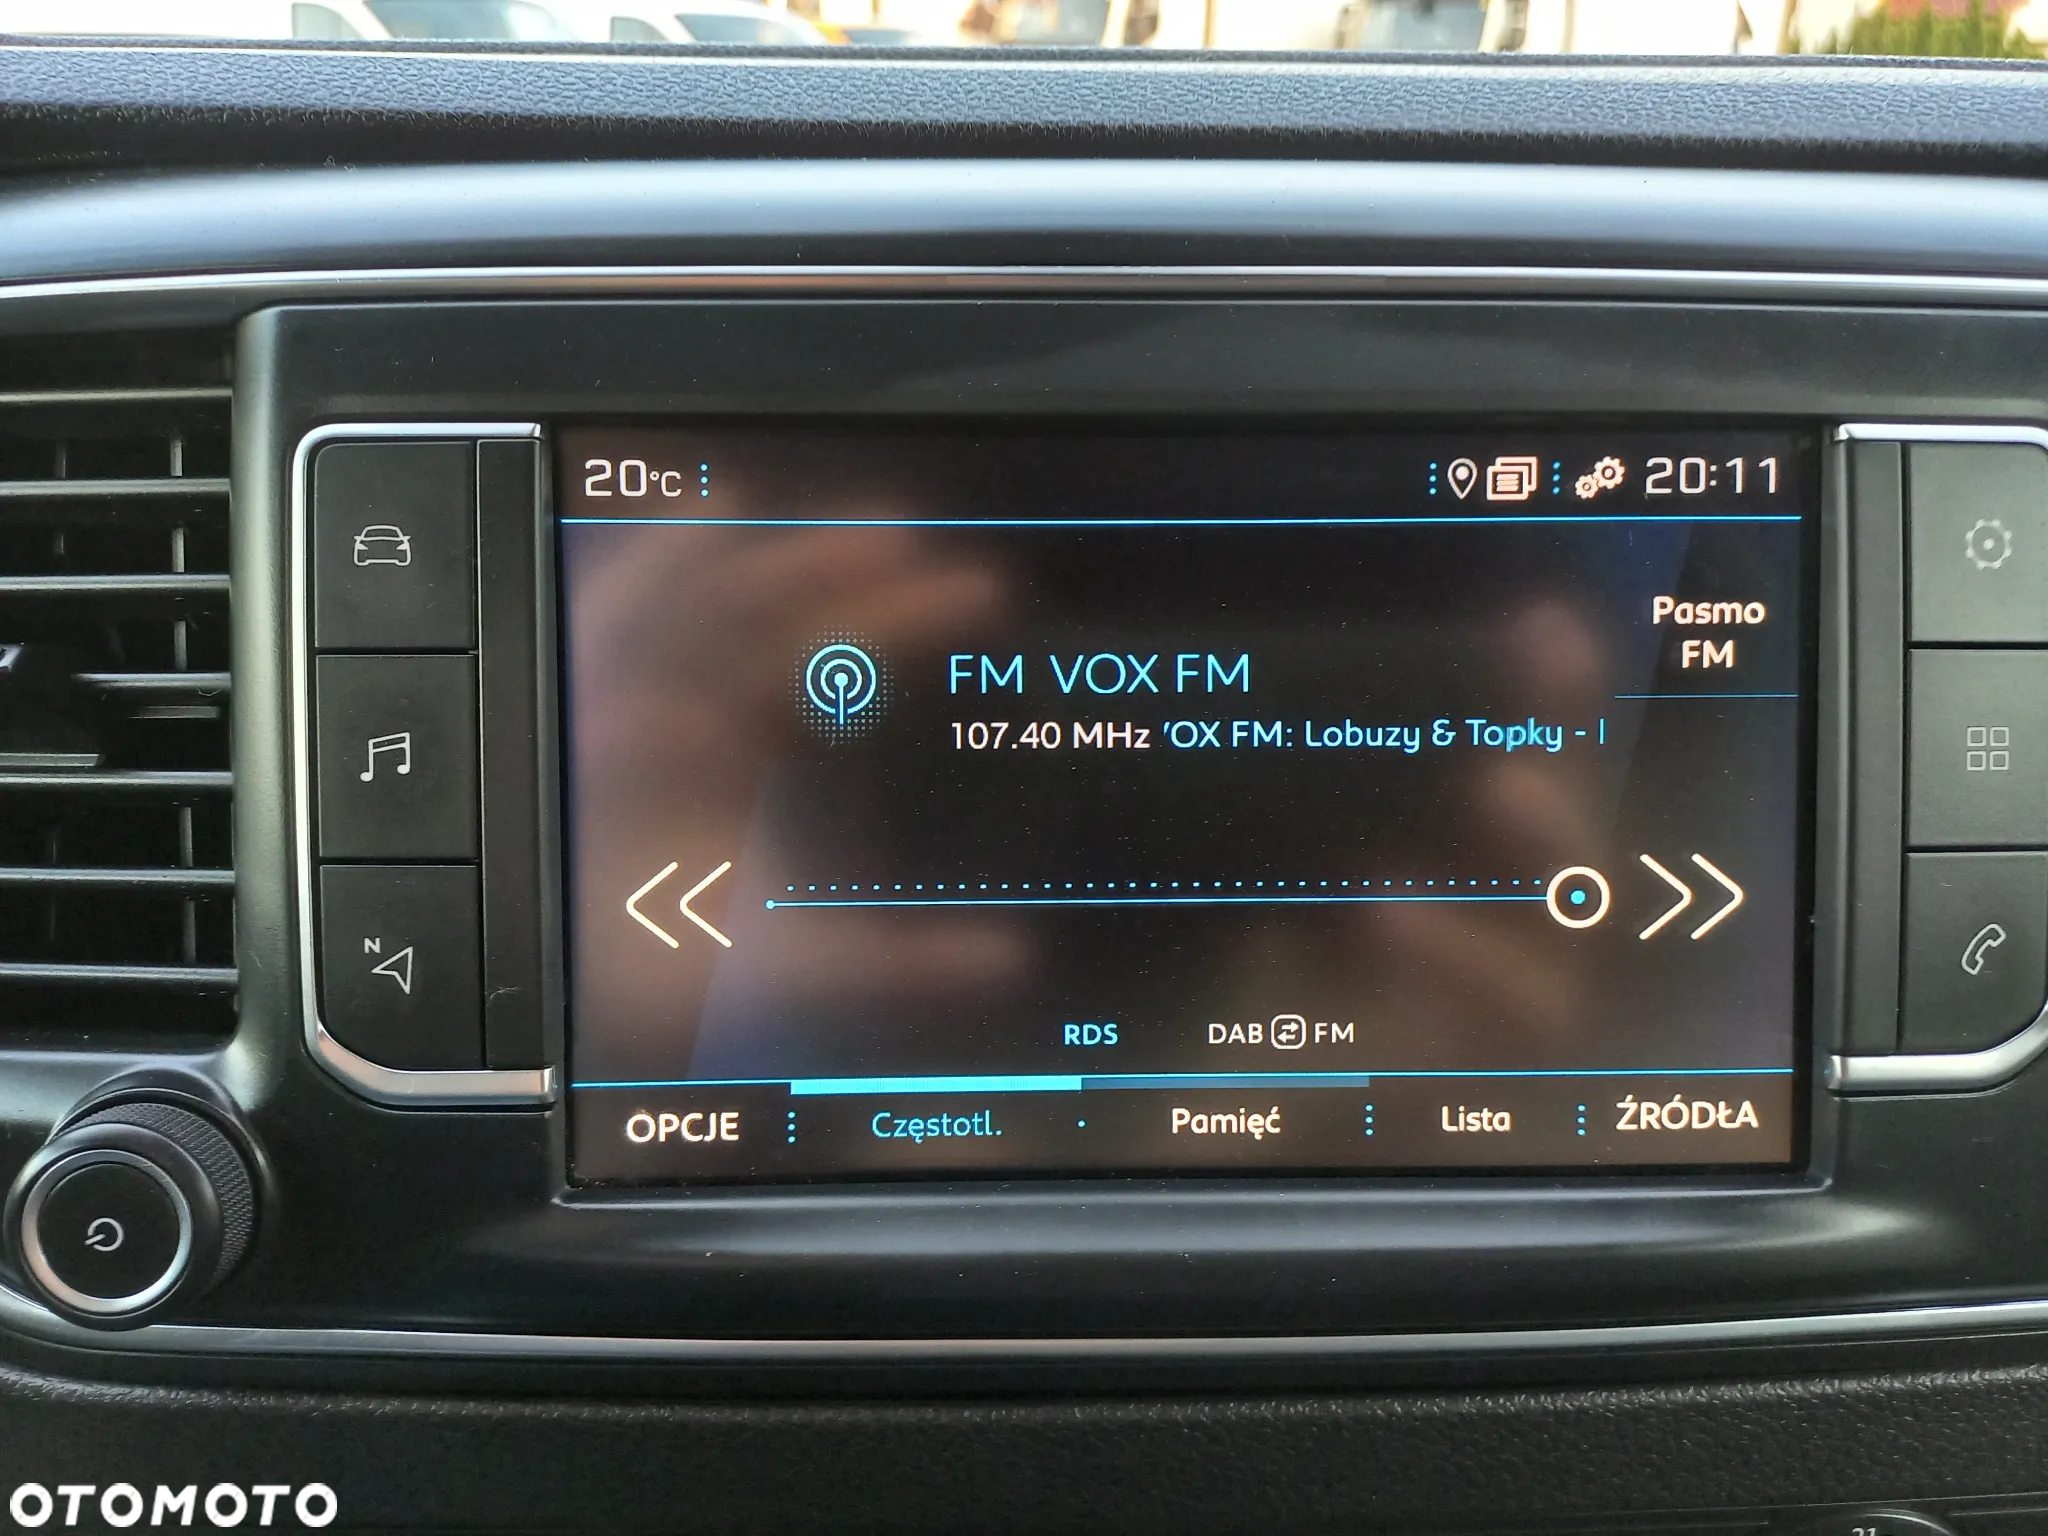 20°C
20:11
Pasmo
FM
FM VOX FM
107.40 MHz 'OX FM: Lobuzy & Topky -
N
RDS DAB FM
OPCJE Częstotl. Pamięć Lista ŹRÓDŁA
OTOMOTO
21